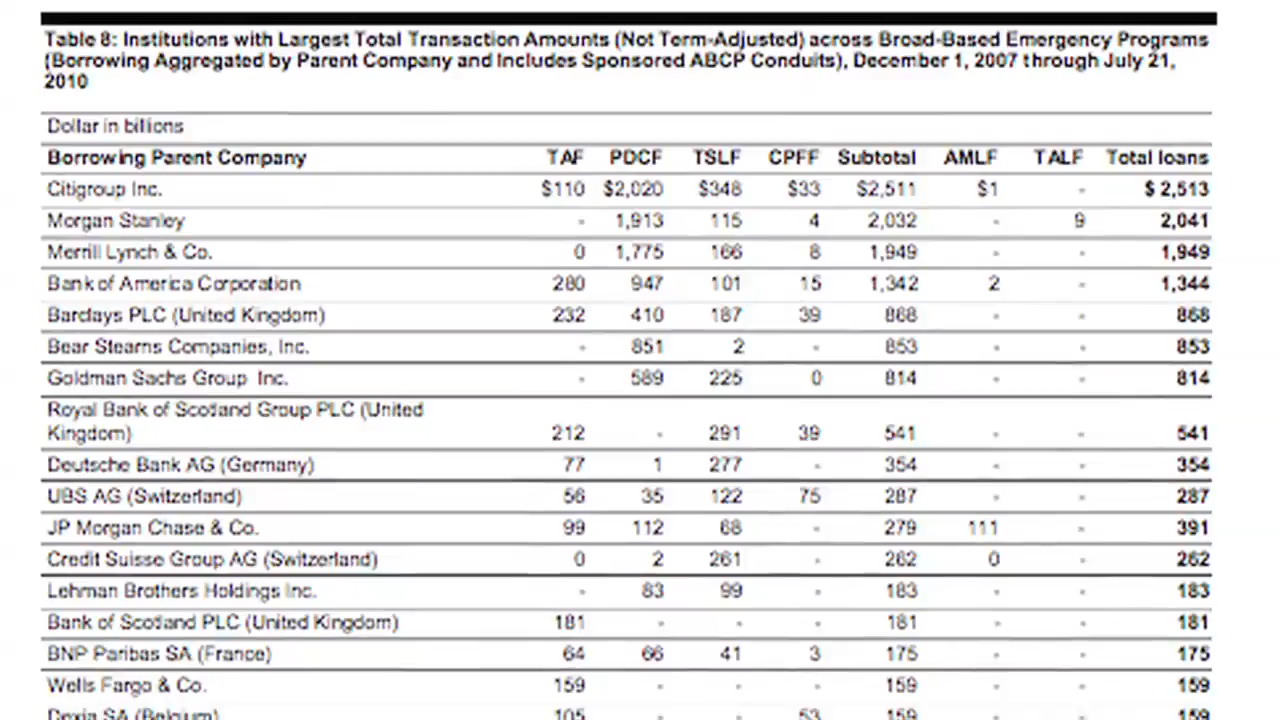 Table 8: Institutions with Largest Total Transaction Amounts (Not Term-Adjusted) across Broad-Based Emergency Programs
(Borrowing Aggregated by Parent Company and Includes Sponsored ABCP Conduits), December 1, 2007 through July 21,
2010
Dollar in billions
Borrowing Parent Company TAF PDCF TSLF CPFF Subtotal AMLF TALF Total loans
Citigroup Inc. $110 $2,020 $348 $33 $2,511 $1 - $ 2,513
Morgan Stanley - 1,913 115 4 2,032 - 9 2,041
Merrill Lynch & Co. 0 1,775 166 8 1,949 - - 1,949
Bank of America Corporation 280 947 101 15 1,342 2 - 1,344
Barclays PLC (United Kingdom) 232 410 187 39 868 - - 868
Bear Stearns Companies, Inc. - 851 2 - 853 - - 853
Goldman Sachs Group Inc. - 589 225 0 814 - - 814
Royal Bank of Scotland Group PLC (United
Kingdom) 212 - 291 39 541 - - 541
Deutsche Bank AG (Germany) 77 1 277 - 354 - - 354
UBS AG (Switzerland) 56 35 122 75 287 - - 287
JP Morgan Chase & Co. 99 112 68 - 279 111 - 391
Credit Suisse Group AG (Switzerland) 0 2 261 - 262 0 - 262
Lehman Brothers Holdings Inc. - 83 99 - 183 - - 183
Bank of Scotland PLC (United Kingdom) 181 - - - 181 - - 181
BNP Paribas SA (France) 64 66 41 3 175 - - 175
Wells Fargo & Co. 159 - - - 159 - - 159
Dexia SA (Belgium) 105 - - 53 159 - - 159